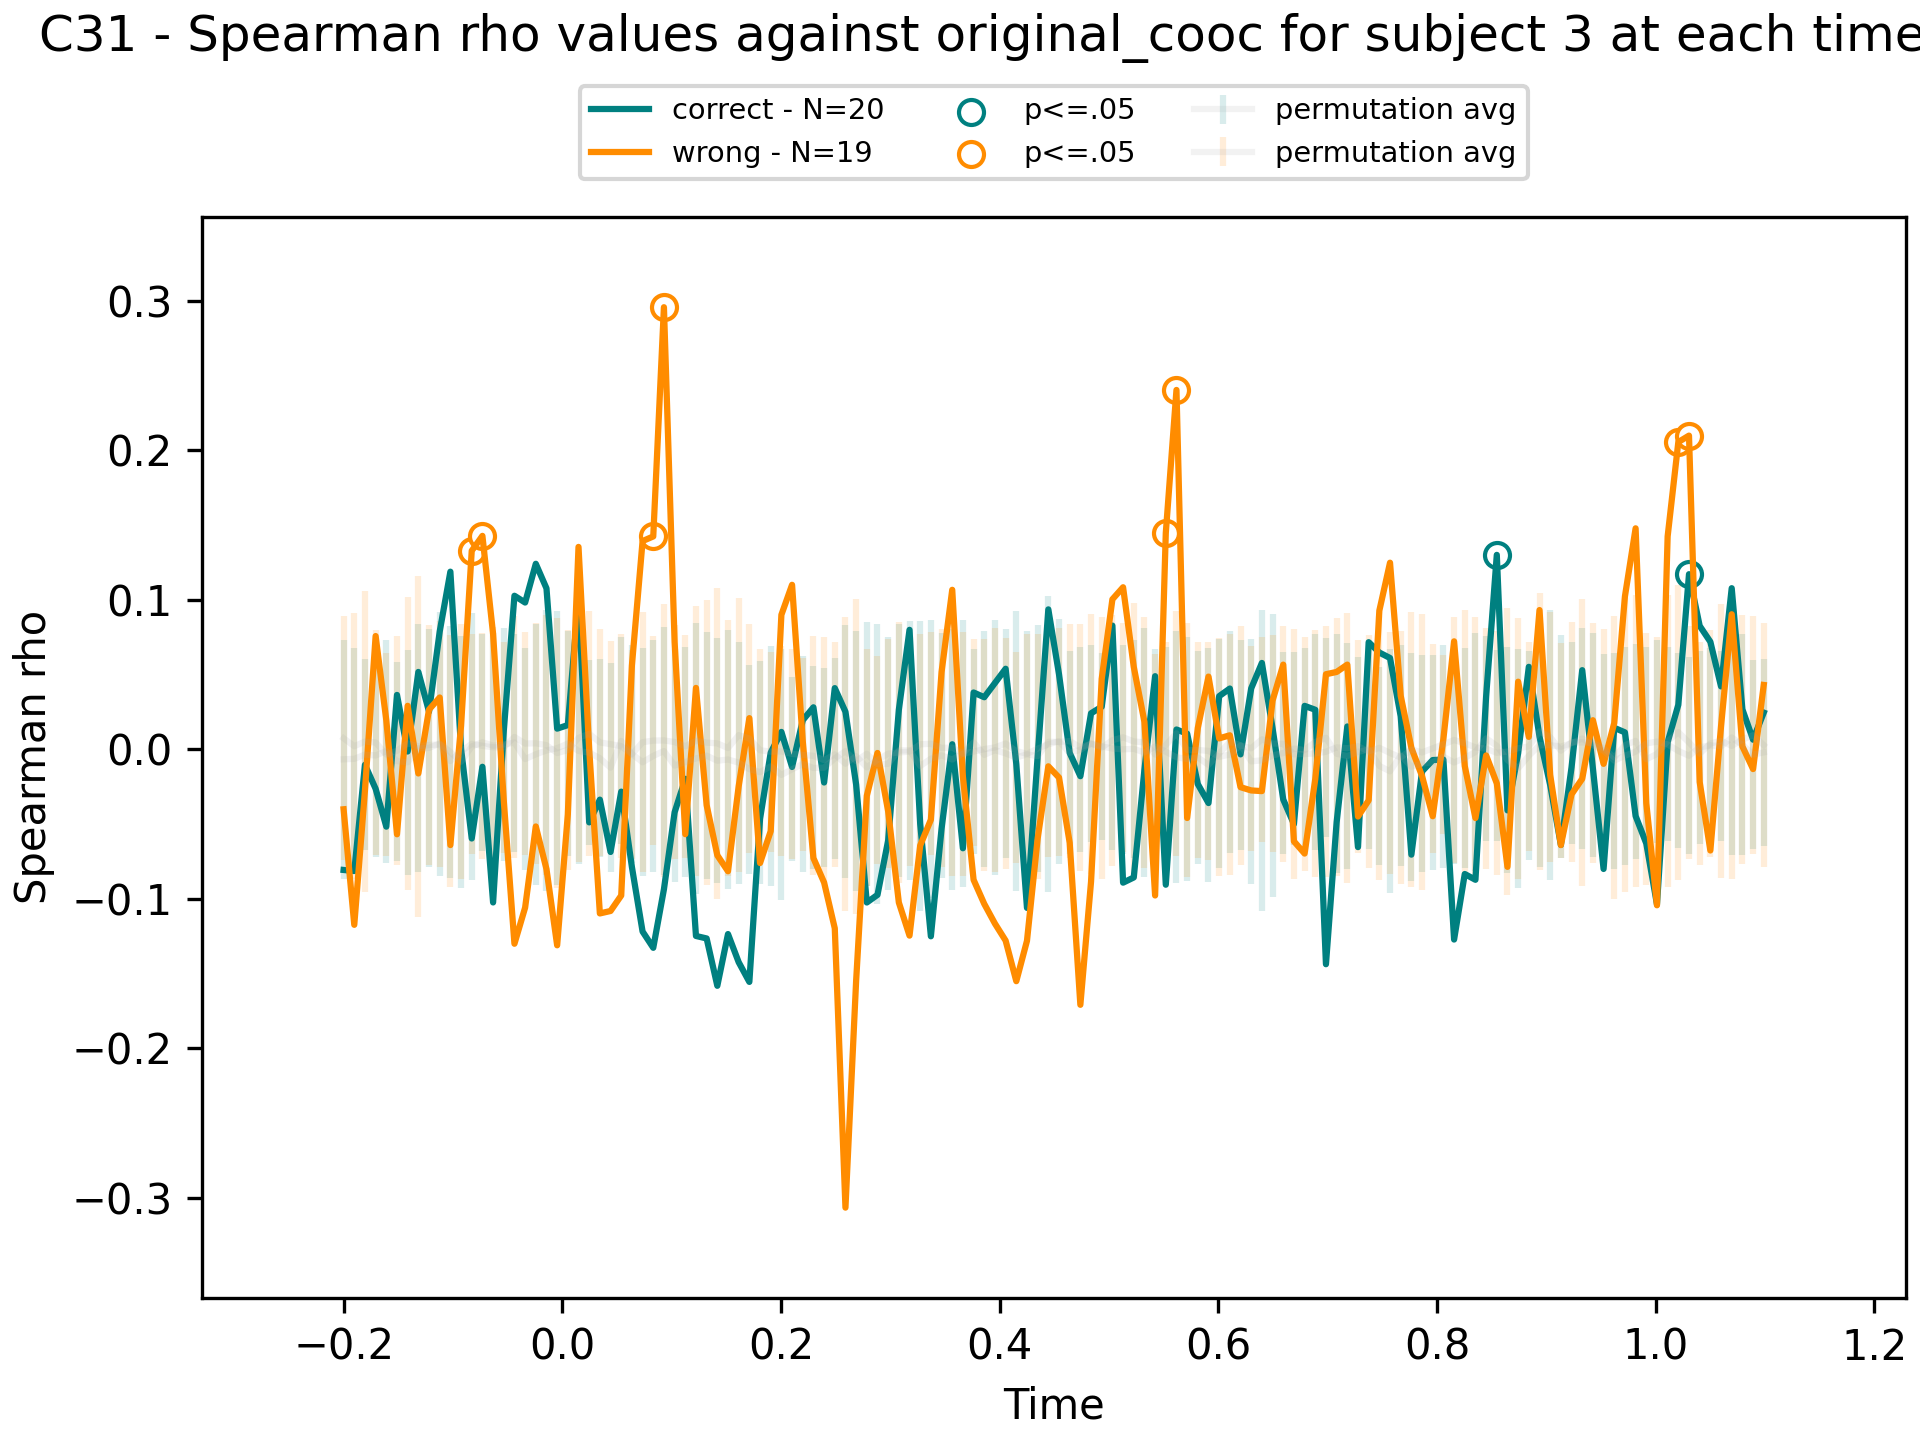 C31 - Spearman rho values against original_cooc for subject 3 at each time
correct - N=20
wrong - N=19
p<=.05
p<=.05
permutation avg
permutation avg
Spearman rho
0.3
0.2
0.1
0.0
−0.1
−0.2
−0.3
−0.2 0.0 0.2 0.4 0.6 0.8 1.0 1.2
Time